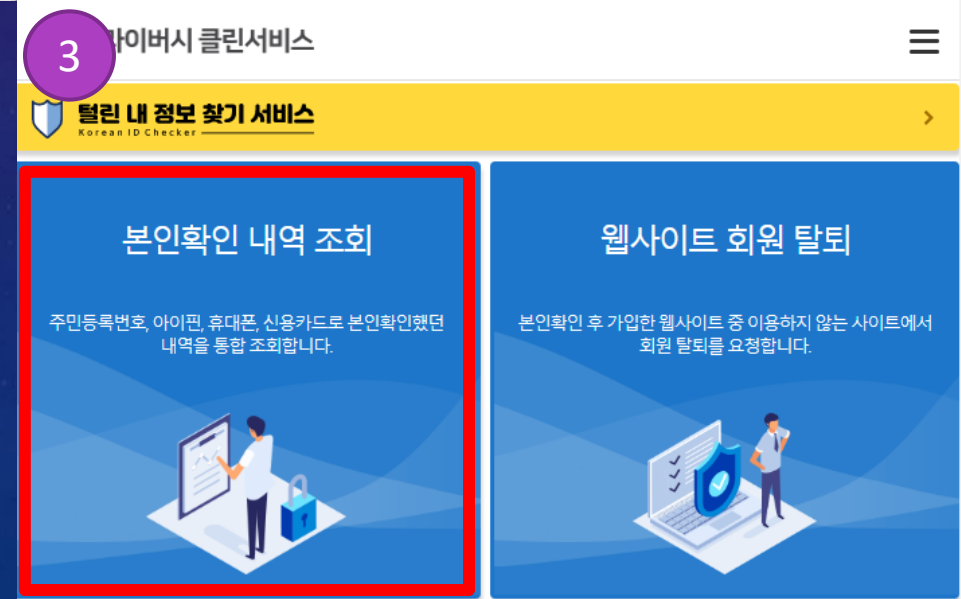 3
이버시 클린서비스
털린 내 정보 찾기 서비스
Korean ID Checker
본인확인 내역 조회
주민등록번호, 아이핀, 휴대폰, 신용카드로 본인확인했던
내역을 통합 조회합니다.
웹사이트 회원 탈퇴
본인확인 후 가입한 웹사이트 중 이용하지 않는 사이트에서
회원 탈퇴를 요청합니다.